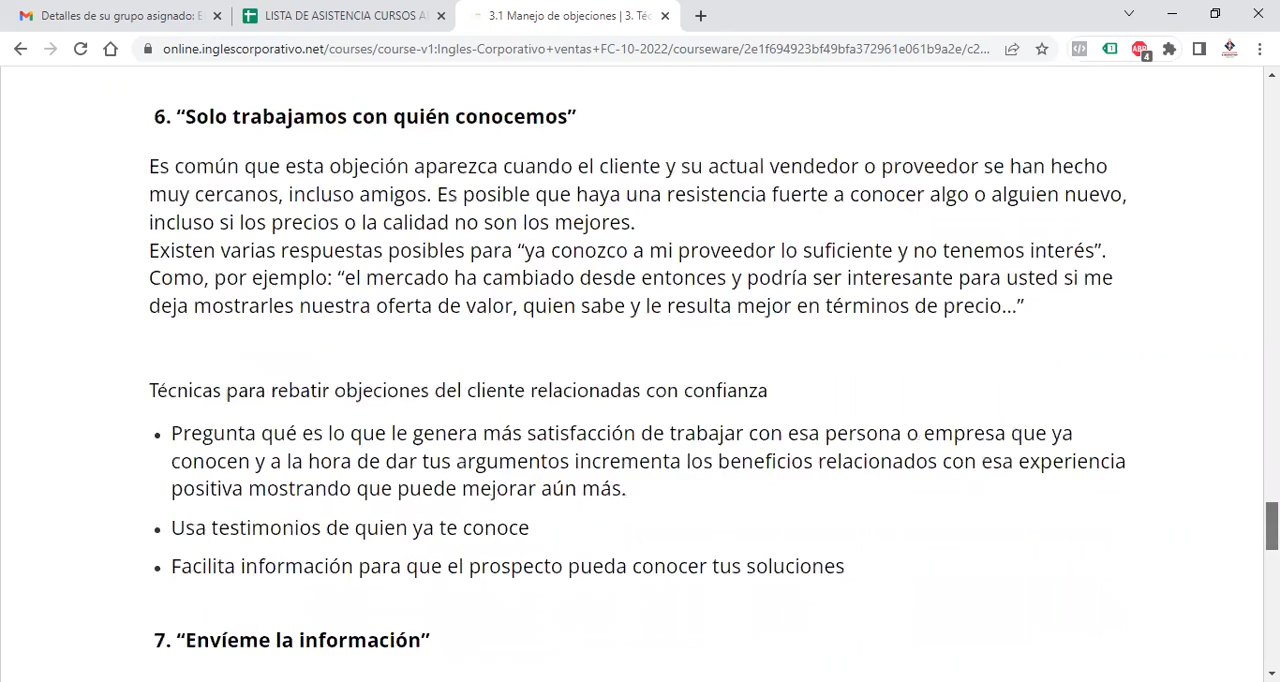 Detalles de su grupo asignado: E
LISTA DE ASISTENCIA CURSOS A
3.1 Manejo de objeciones | 3. Téc
online.inglescorporativo.net/courses/course-v1:Ingles-Corporativo+ventas+FC-10-2022/courseware/2e1f694923bf49bfa372961e061b9a2e/c2...
ABP
4
6. “Solo trabajamos con quién conocemos”
Es común que esta objeción aparezca cuando el cliente y su actual vendedor o proveedor se han hecho
muy cercanos, incluso amigos. Es posible que haya una resistencia fuerte a conocer algo o alguien nuevo,
incluso si los precios o la calidad no son los mejores.
Existen varias respuestas posibles para “ya conozco a mi proveedor lo suficiente y no tenemos interés”.
Como, por ejemplo: “el mercado ha cambiado desde entonces y podría ser interesante para usted si me
deja mostrarles nuestra oferta de valor, quien sabe y le resulta mejor en términos de precio...”
Técnicas para rebatir objeciones del cliente relacionadas con confianza
• Pregunta qué es lo que le genera más satisfacción de trabajar con esa persona o empresa que ya
conocen y a la hora de dar tus argumentos incrementa los beneficios relacionados con esa experiencia
positiva mostrando que puede mejorar aún más.
• Usa testimonios de quien ya te conoce
• Facilita información para que el prospecto pueda conocer tus soluciones
7. “Envíeme la información”